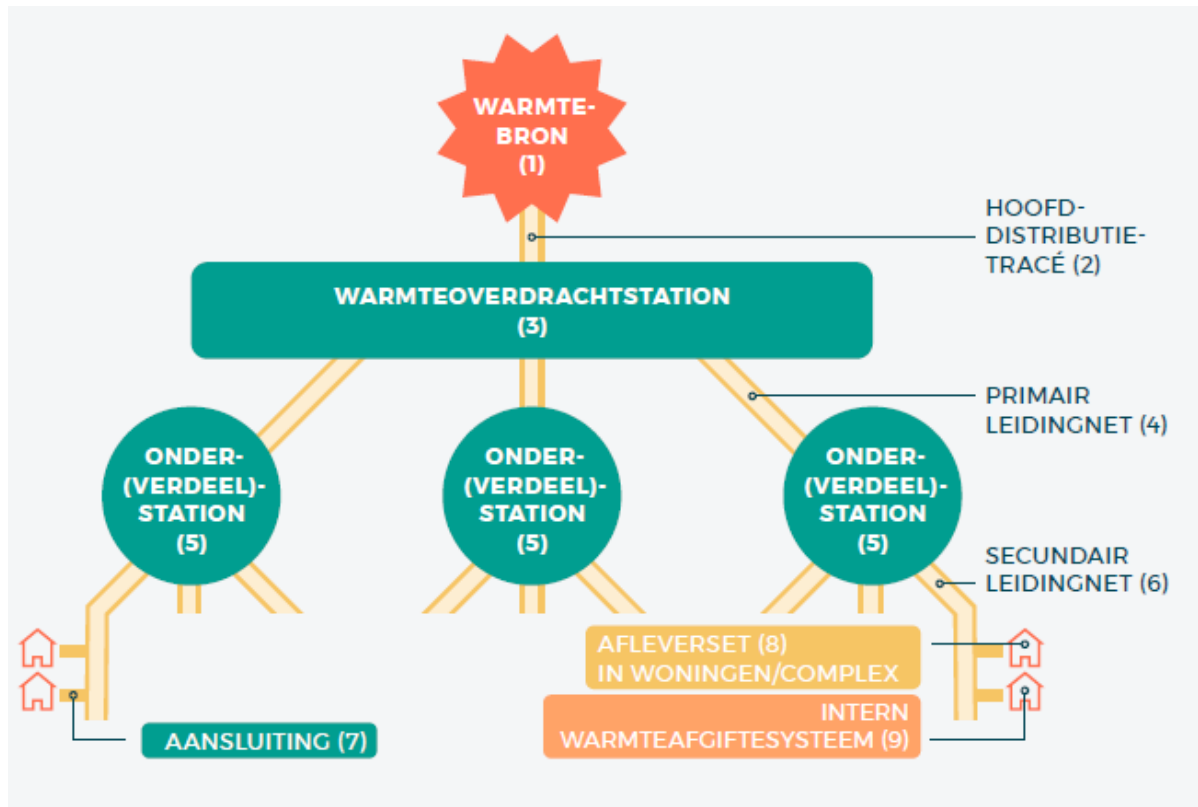 WARMTE-
BRON
(1)
HOOFD-
DISTRIBUTIE-
TRACÉ (2)
WARMTEOVERDRACHTSTATION
(3)
PRIMAIR
LEIDINGNET (4)
ONDER-
(VERDEEL)-
STATION
(5)
ONDER-
(VERDEEL)-
STATION
(5)
ONDER-
(VERDEEL)-
STATION
(5)
SECUNDAIR
LEIDINGNET (6)
AFLEVERSET (8)
IN WONINGEN/COMPLEX
INTERN
WARMTEAFGIFTESYSTEEM (9)
AANSLUITING (7)